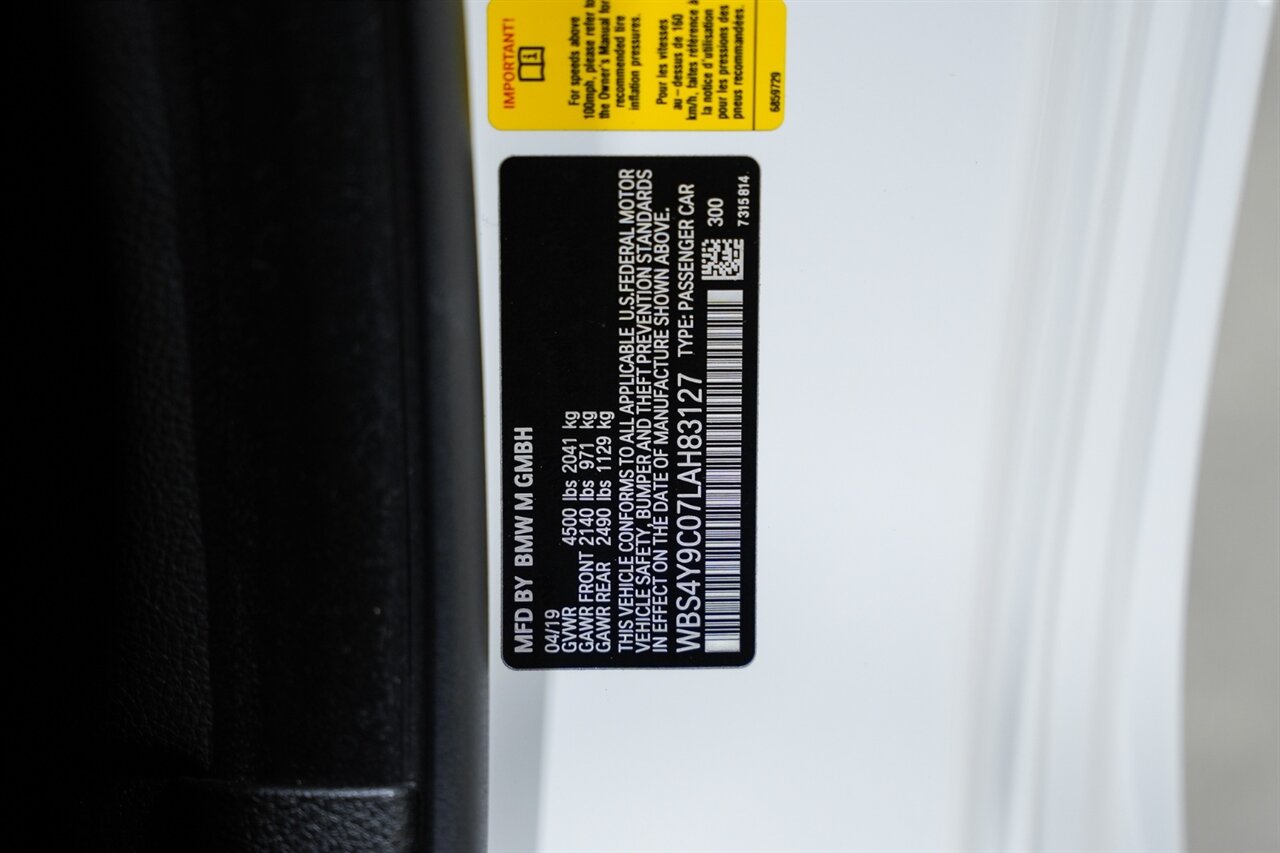 MFD BY BMW M GMBH
04/19
GVWR 4500 lbs 2041 kg
GAWR FRONT 2140 lbs 971 kg
GAWR REAR 2490 lbs 1129 kg
THIS VEHICLE CONFORMS TO ALL APPLICABLE U.S.FEDERAL MOTOR
VEHICLE SAFETY, BUMPER AND THEFT PREVENTION STANDARDS
IN EFFECT ON THE DATE OF MANUFACTURE SHOWN ABOVE.
WBS4Y9C07LAH83127 TYPE: PASSENGER CAR
300
7 315 814
IMPORTANT!
For speeds above
100mph, please refer to
the Owner's Manual for
recommended tire
inflation pressures.
Pour les vitesses
au-dessus de 160
km/h, faites référence à
la notice d'utilisation
pour les pressions des
pneus recommandées.
6859729